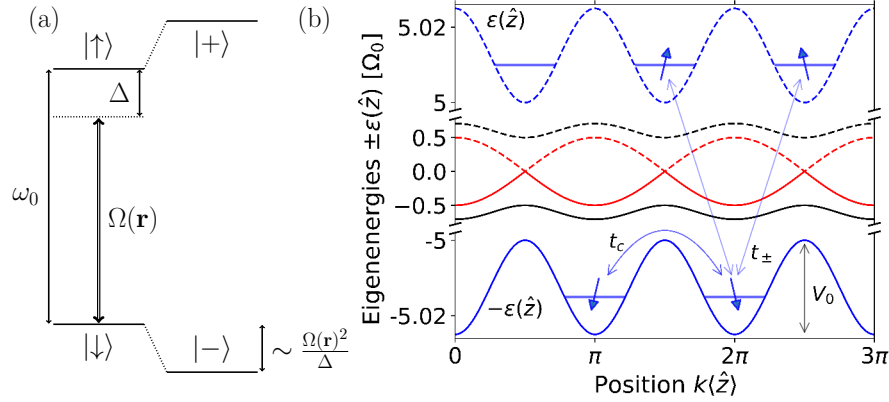 (a)
|↑⟩
|+⟩
Δ
ω₀
Ω(r)
|↓⟩
|−⟩
∼ Ω(r)²/Δ
(b)
Eigenenergies ±ε(ẑ) [Ω₀]
5.02
5
0.5
0.0
−0.5
-5
-5.02
ε(ẑ)
t_c
t_±
−ε(ẑ)
V₀
0
π
2π
3π
Position k⟨ẑ⟩